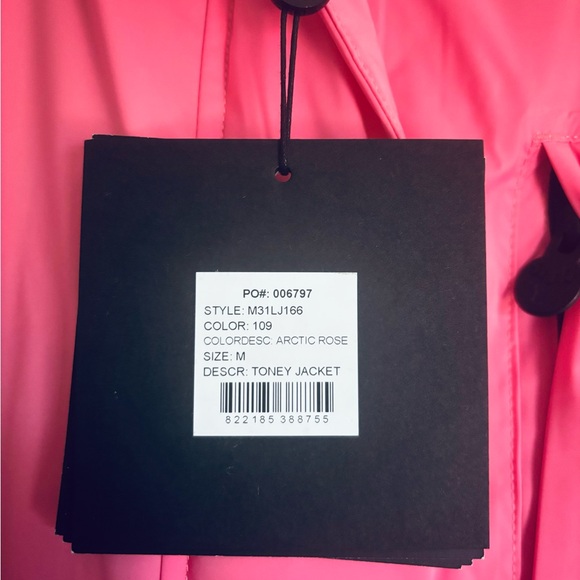 PO#: 006797
STYLE: M31LJ166
COLOR: 109
COLORDESC: ARCTIC ROSE
SIZE: M
DESCR: TONEY JACKET
822185 388755